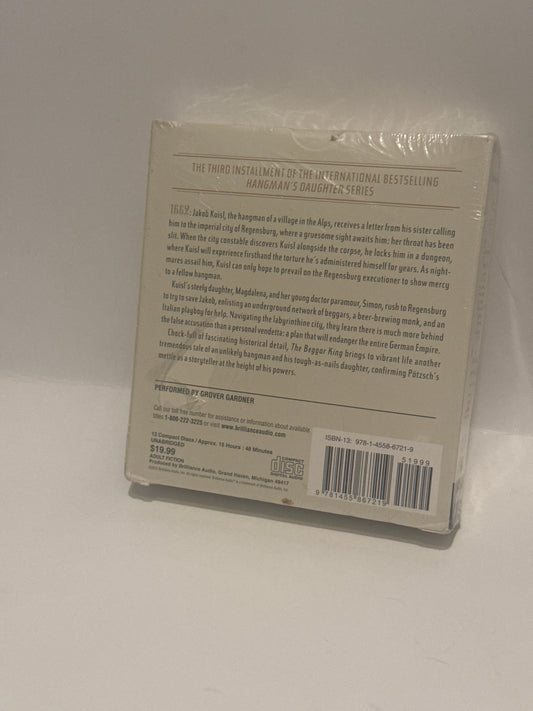 THE THIRD INSTALLMENT OF THE INTERNATIONAL BESTSELLING
HANGMAN'S DAUGHTER SERIES
1662: Jakob Kuisl, the hangman of a village in the Alps, receives a letter from his sister calling
him to the imperial city of Regensburg, where a gruesome sight awaits him: her throat has been
slit. When the city constable discovers Kuisl alongside the corpse, he locks him in a dungeon,
where Kuisl will experience firsthand the torture he's administered himself for years. As night-
mares assail him, Kuisl can only hope to prevail on the Regensburg executioner to show mercy
to a fellow hangman.
Kuisl's steely daughter, Magdalena, and her young doctor paramour, Simon, rush to Regensburg
to try to save Jakob, enlisting an underground network of beggars, a beer-brewing monk, and an
Italian playboy for help. Navigating the labyrinthine city, they learn there is much more behind
the false accusation than a personal vendetta: a plan that will endanger the entire German Empire.
Chock-full of fascinating historical detail, The Beggar King brings to vibrant life another
tremendous tale of an unlikely hangman and his tough-as-nails daughter, confirming Pötzsch's
mettle as a storyteller at the height of his powers.
PERFORMED BY GROVER GARDNER
Call our toll free number for assistance or information about available
titles 1-800-222-3225 or visit www.brillianceaudio.com.
13 Compact Discs / Approx. 15 Hours : 48 Minutes
UNABRIDGED
$19.99
ADULT FICTION
Produced by Brilliance Audio, Grand Haven, Michigan 49417
COMPACT
disc
DIGITAL AUDIO
ISBN-13: 978-1-4558-6721-9
51999
9 781455 867219